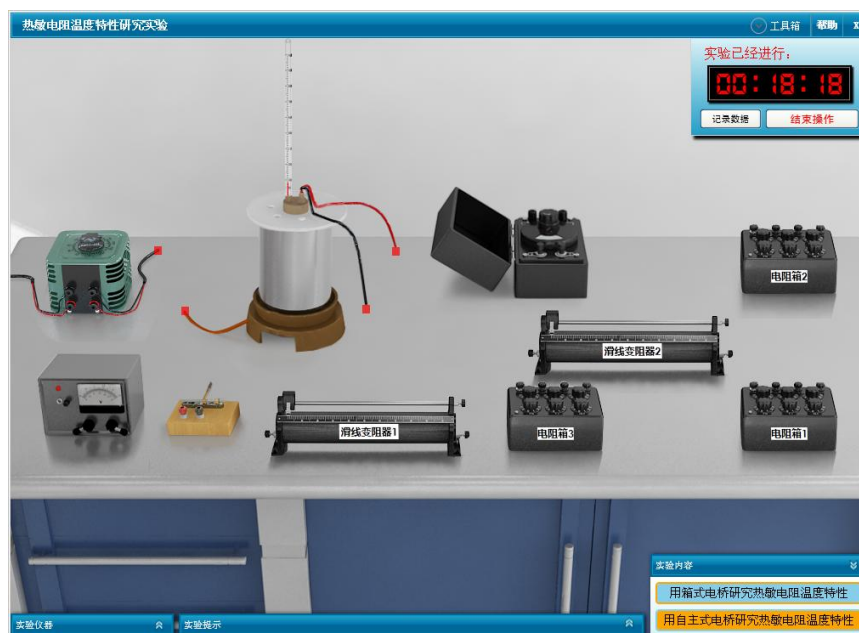 热敏电阻温度特性研究实验
工具箱 帮助
实验已经进行：
00:18:18
记录数据 结束操作
电阻箱2
滑线变阻器2
滑线变阻器1
电阻箱3
电阻箱1
实验内容
用箱式电桥研究热敏电阻温度特性
用自主式电桥研究热敏电阻温度特性
实验仪器
实验提示